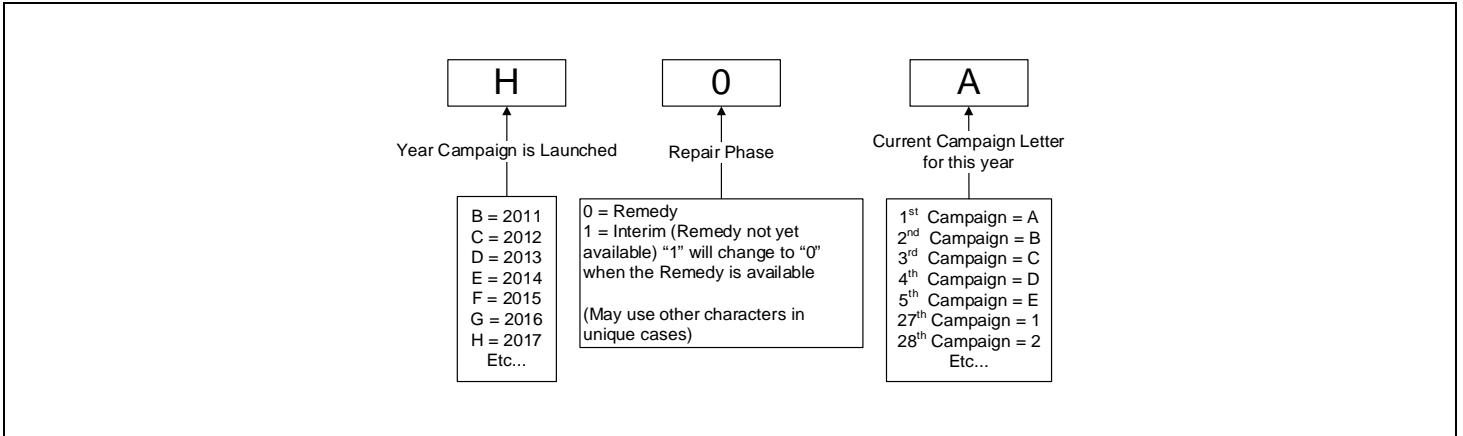 H
0
A
Year Campaign is Launched
Repair Phase
Current Campaign Letter
for this year
B = 2011
C = 2012
D = 2013
E = 2014
F = 2015
G = 2016
H = 2017
Etc...
0 = Remedy
1 = Interim (Remedy not yet
available) “1” will change to “0”
when the Remedy is available
(May use other characters in
unique cases)
1st Campaign = A
2nd Campaign = B
3rd Campaign = C
4th Campaign = D
5th Campaign = E
27th Campaign = 1
28th Campaign = 2
Etc...